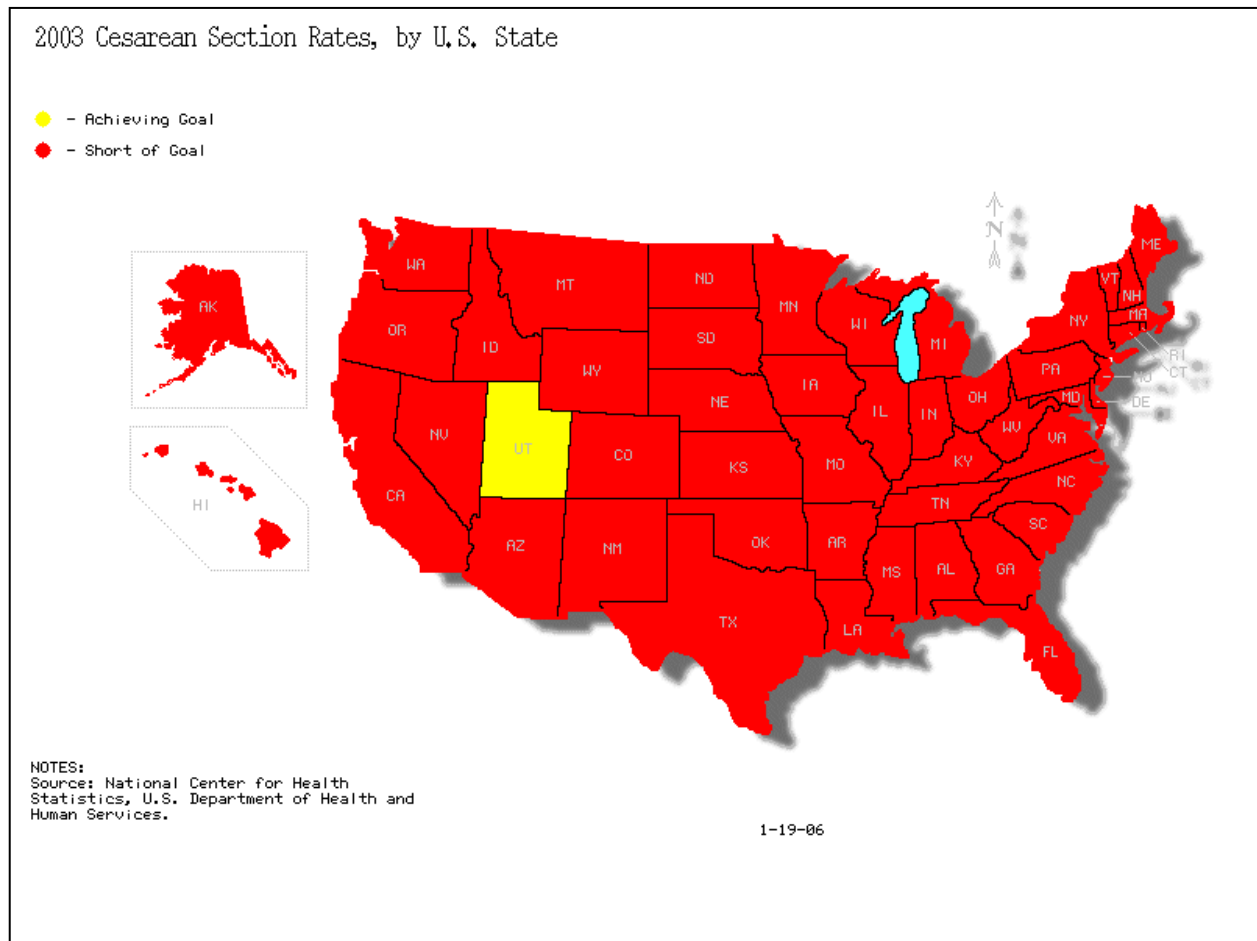 2003 Cesarean Section Rates, by U.S. State
- Achieving Goal
- Short of Goal
N
ME
WA
VT
MT
ND
NH
AK
MN
MA
OR
WI
NY
SD
MI
ID
RI
PA
CT
WY
NJ
IA
OH
MD
NE
DE
IL
IN
WV
NV
UT
CO
VA
MO
KY
KS
NC
CA
TN
HI
SC
OK
AR
AZ
NM
MS
AL
GA
TX
LA
FL
NOTES:
Source: National Center for Health
Statistics, U.S. Department of Health and
Human Services.
1-19-06